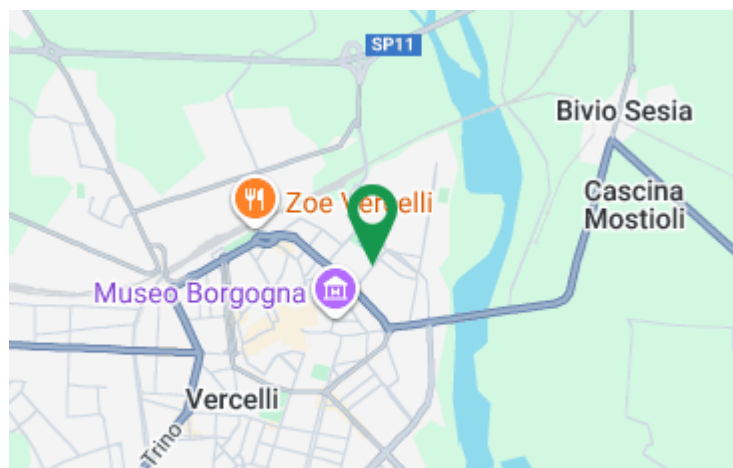 SP11
Bivio Sesia
Zoe Vercelli
Cascina
Mostioli
Museo Borgogna
Vercelli
Trino